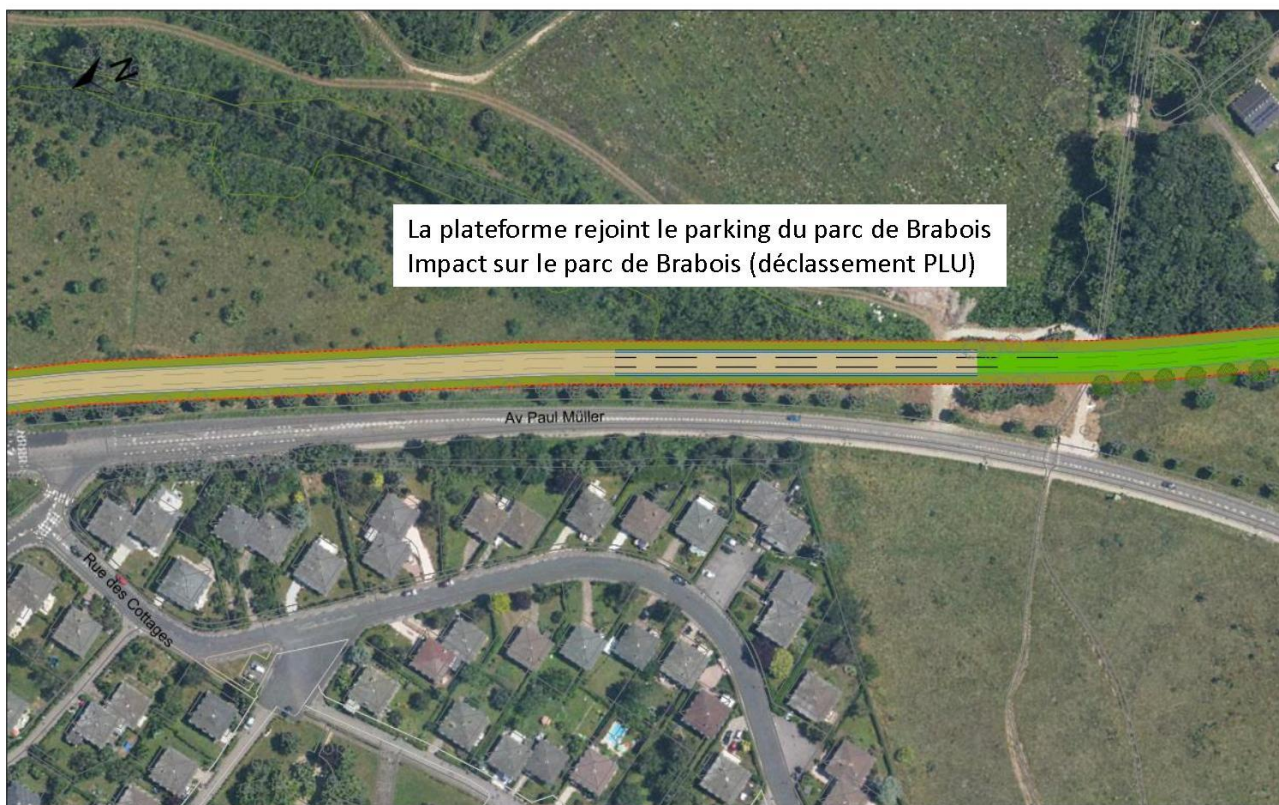 N
La plateforme rejoint le parking du parc de Brabois
Impact sur le parc de Brabois (déclassement PLU)
Av Paul Müller
Rue des Cottages